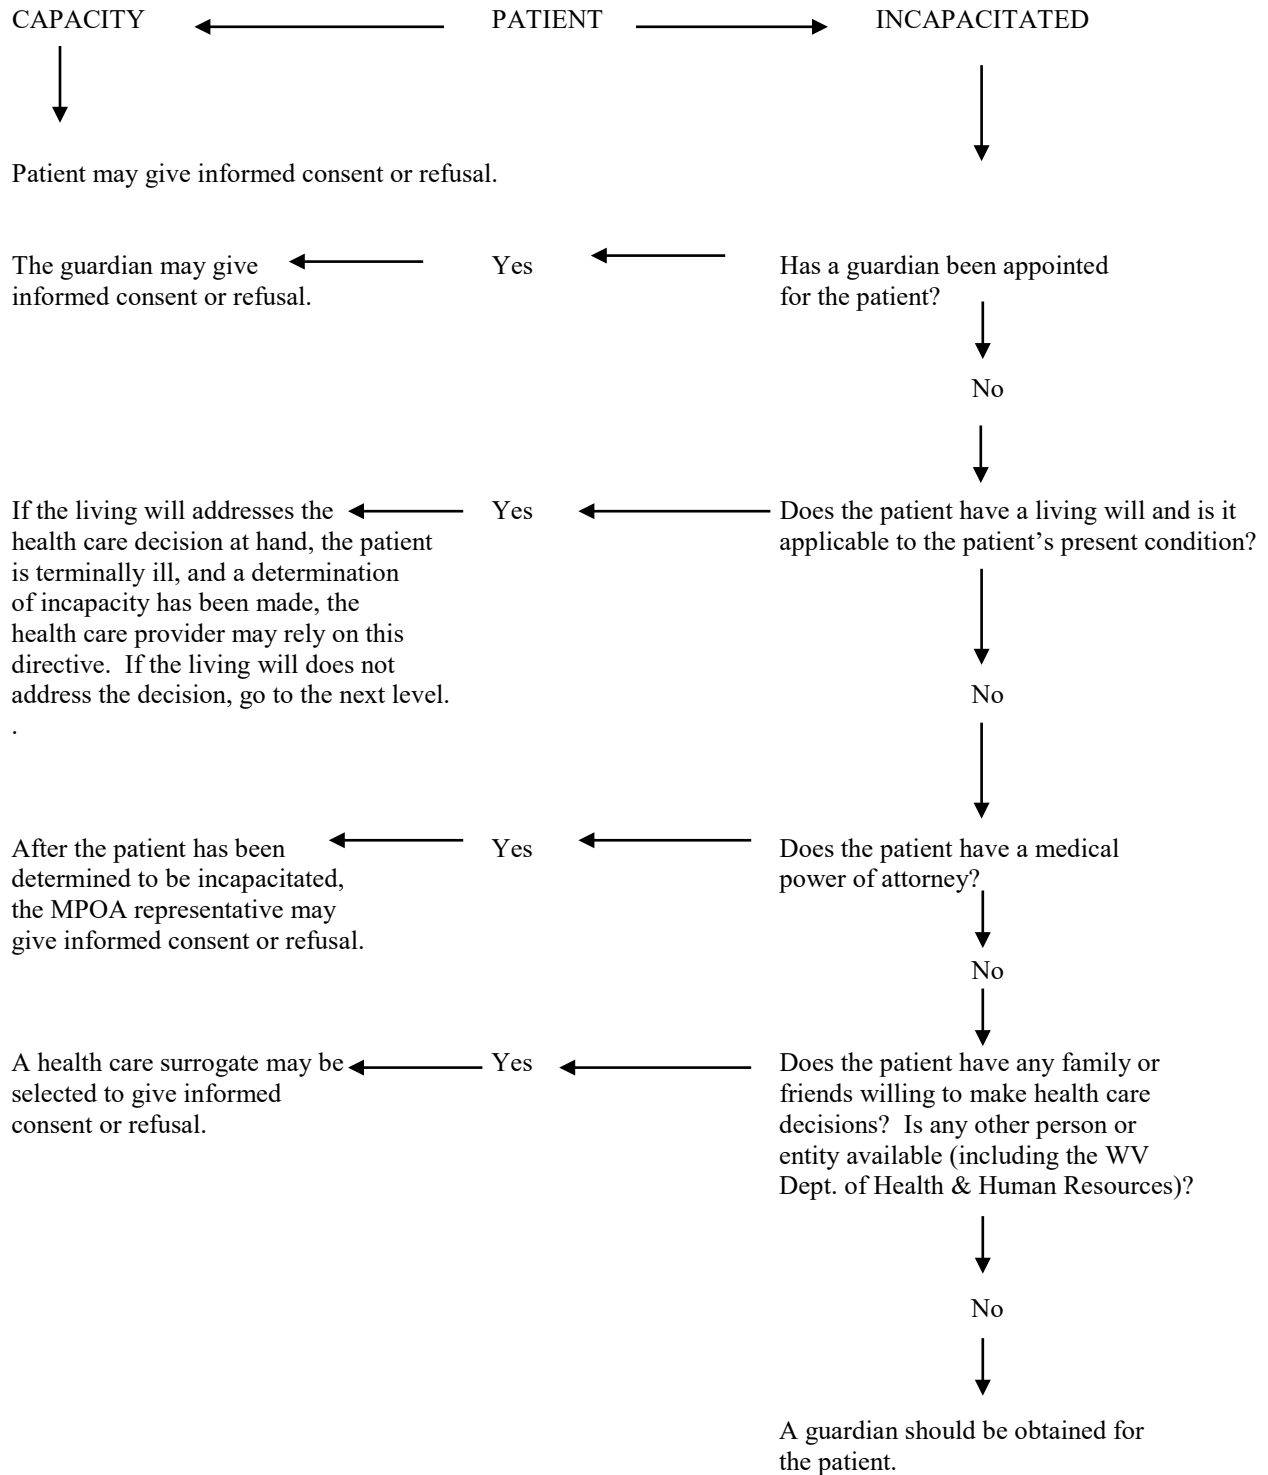 CAPACITY PATIENT INCAPACITATED
Patient may give informed consent or refusal.
The guardian may give
informed consent or refusal.
Yes
Has a guardian been appointed
for the patient?
No
If the living will addresses the
health care decision at hand, the patient
is terminally ill, and a determination
of incapacity has been made, the
health care provider may rely on this
directive.  If the living will does not
address the decision, go to the next level.
.
Yes
Does the patient have a living will and is it
applicable to the patient’s present condition?
No
After the patient has been
determined to be incapacitated,
the MPOA representative may
give informed consent or refusal.
Yes
Does the patient have a medical
power of attorney?
No
A health care surrogate may be
selected to give informed
consent or refusal.
Yes
Does the patient have any family or
friends willing to make health care
decisions?  Is any other person or
entity available (including the WV
Dept. of Health & Human Resources)?
No
A guardian should be obtained for
the patient.